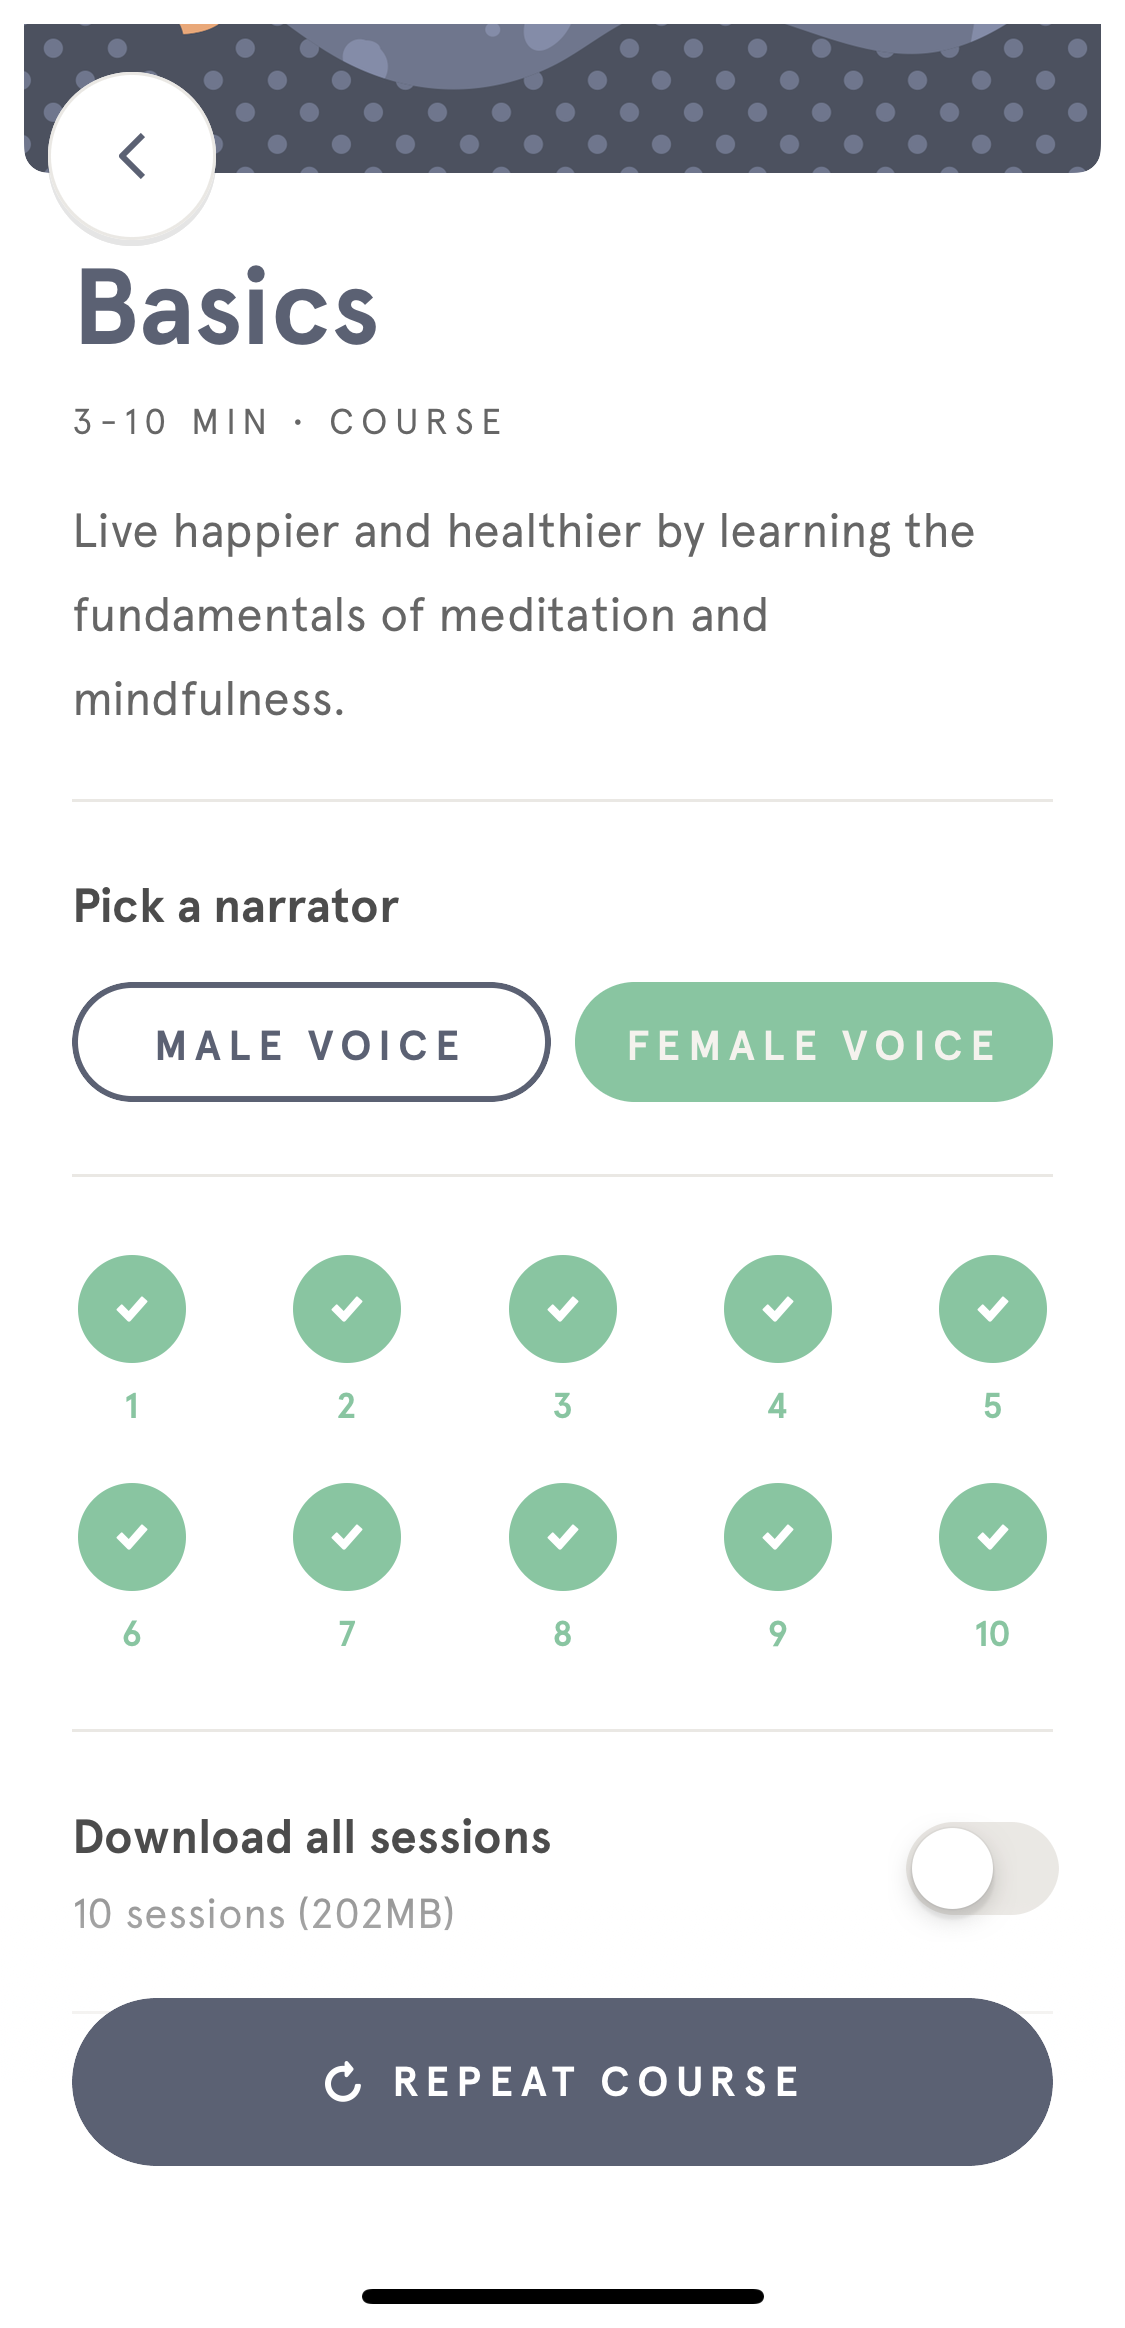 Basics
3-10 MIN · COURSE
Live happier and healthier by learning the
fundamentals of meditation and
mindfulness.
Pick a narrator
MALE VOICE
FEMALE VOICE
1 2 3 4 5
6 7 8 9 10
Download all sessions
10 sessions (202MB)
REPEAT COURSE